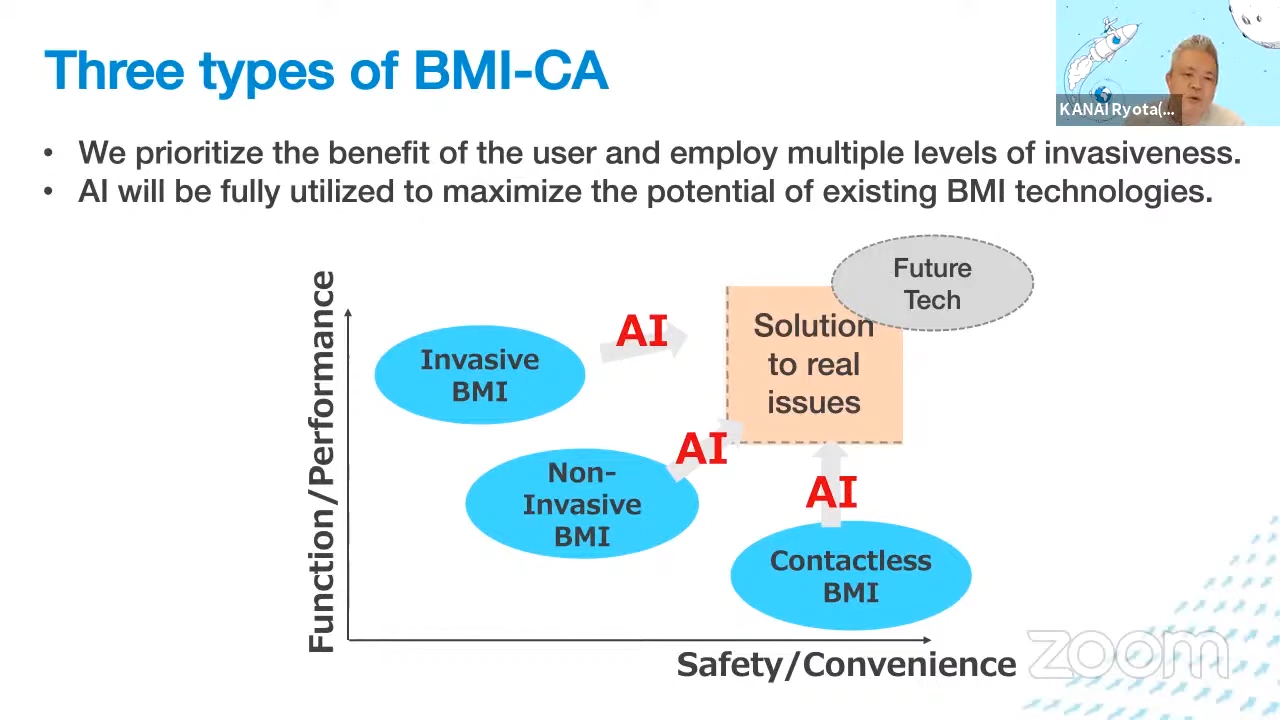 Three types of BMI-CA
KANAI Ryota(...
• We prioritize the benefit of the user and employ multiple levels of invasiveness.
• AI will be fully utilized to maximize the potential of existing BMI technologies.
Function/Performance
Future
Tech
AI
Solution
to real
issues
Invasive
BMI
AI
Non-
Invasive
BMI
AI
Contactless
BMI
Safety/Convenience
zoom